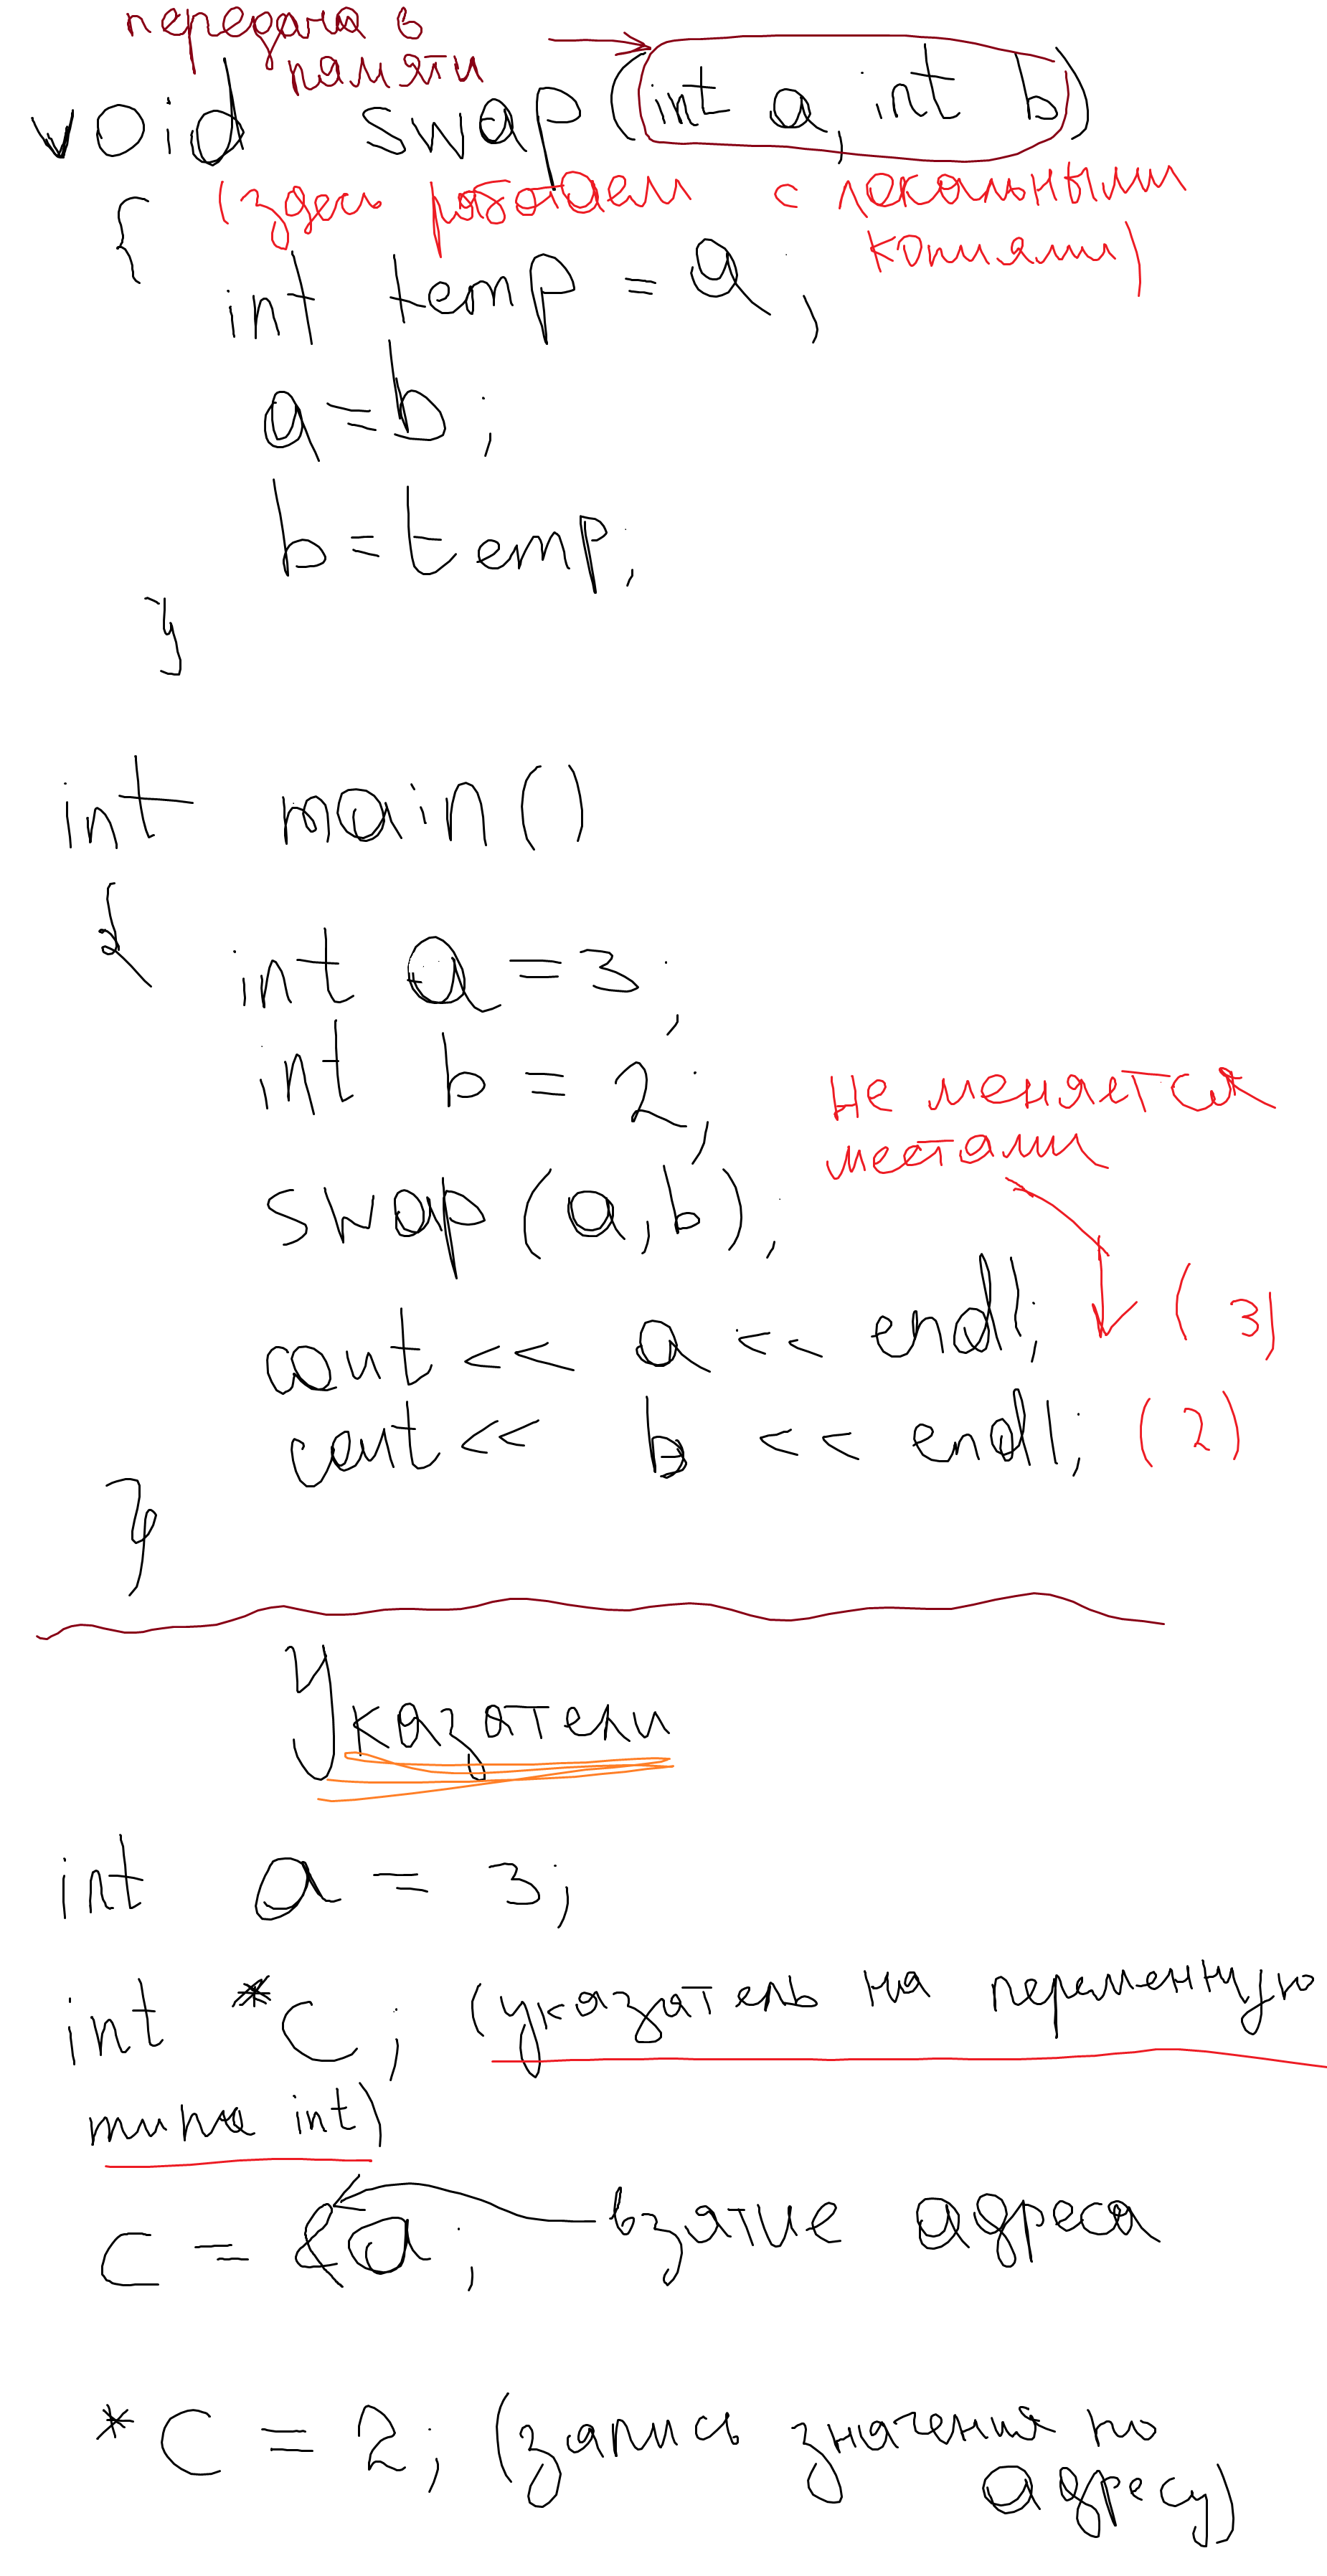 передача в
памяти
void swap(int a, int b)
{ (здесь работаем с локальными
копиями)
int temp = a;
a = b;
b = temp;
}
int main()
{
int a = 3;
int b = 2;
не меняется
местами
swap(a,b);
cout << a << endl; (3)
cout << b << endl; (2)
}
Указатели
int a = 3;
int *c; (указатель на переменную
типа int)
c = &a; взятие адреса
*c = 2; (запись значения по
адресу)